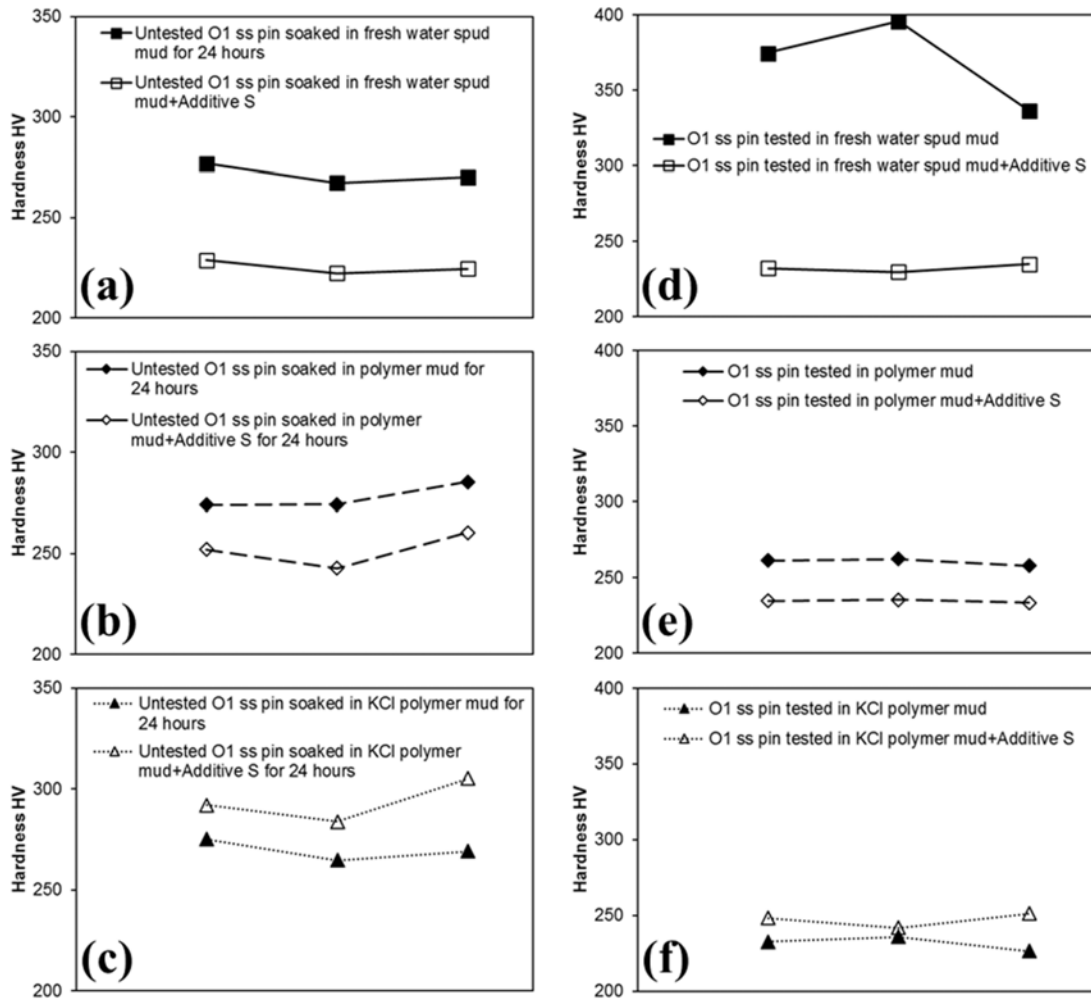 350
300
250
200
Hardness HV
Untested O1 ss pin soaked in fresh water spud
mud for 24 hours
Untested O1 ss pin soaked in fresh water spud
mud+Additive S
(a)
400
350
300
250
200
Hardness HV
O1 ss pin tested in fresh water spud mud
O1 ss pin tested in fresh water spud mud+Additive S
(d)
350
300
250
200
Hardness HV
Untested O1 ss pin soaked in polymer mud for
24 hours
Untested O1 ss pin soaked in polymer
mud+Additive S for 24 hours
(b)
400
350
300
250
200
Hardness HV
O1 ss pin tested in polymer mud
O1 ss pin tested in polymer mud+Additive S
(e)
350
300
250
200
Hardness HV
Untested O1 ss pin soaked in KCl polymer mud for
24 hours
Untested O1 ss pin soaked in KCl polymer
mud+Additive S for 24 hours
(c)
400
350
300
250
200
Hardness HV
O1 ss pin tested in KCl polymer mud
O1 ss pin tested in KCl polymer mud+Additive S
(f)